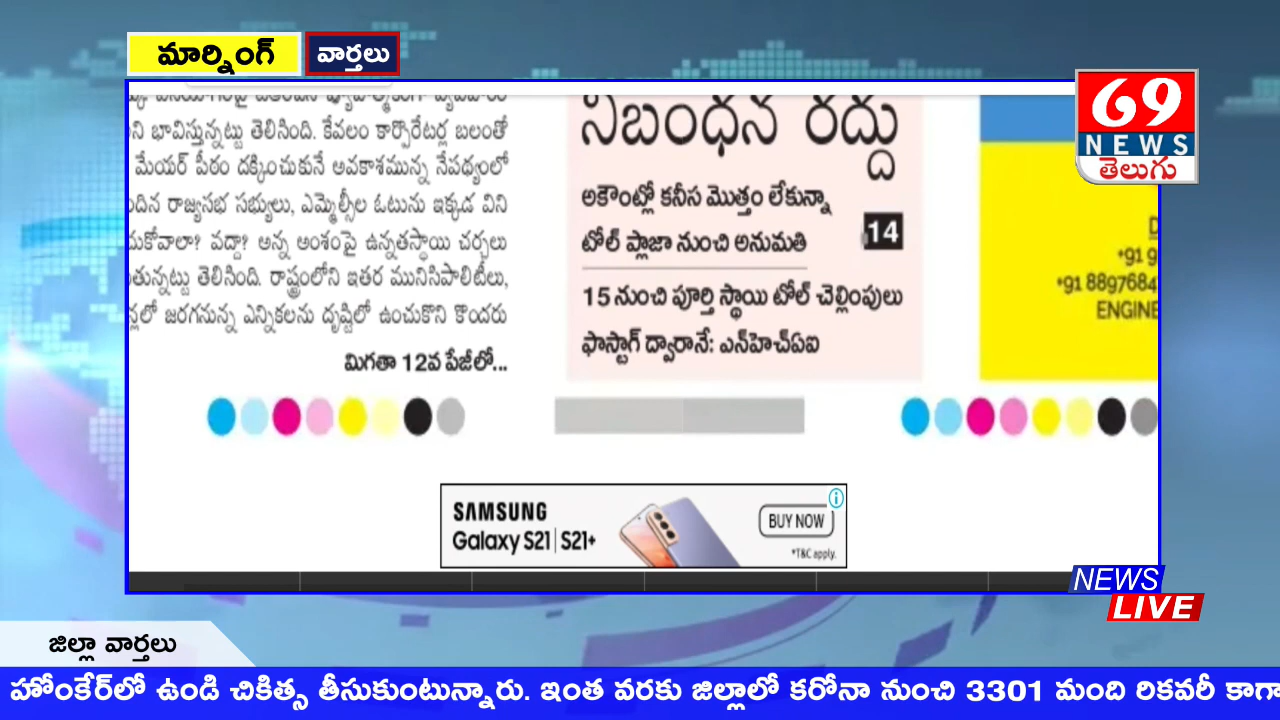 మార్నింగ్ వార్తలు
69
NEWS
తెలుగు
ని భావిస్తున్నట్టు తెలిసింది. కేవలం కార్పొరేటర్ల బలంతో
మేయర్ పీఠం దక్కించుకునే అవకాశమున్న నేపథ్యంలో
దిన రాజ్యసభ సభ్యులు, ఎమ్మెల్సీల ఓటును ఇక్కడ విని
కోవాలా? వద్దా? అన్న అంశంపై ఉన్నతస్థాయి చర్చలు
తున్నట్టు తెలిసింది. రాష్ట్రంలోని ఇతర మునిసిపాలిటీలు,
ల్లో జరగనున్న ఎన్నికలను దృష్టిలో ఉంచుకొని కొందరు
మిగతా 12వ పేజీలో...
నిబంధన రద్దు
అకౌంట్లో కనీస మొత్తం లేకున్నా
టోల్ ప్లాజా నుంచి అనుమతి
14
15 నుంచి పూర్తి స్థాయి టోల్ చెల్లింపులు
ఫాస్టాగ్ ద్వారానే: ఎన్‌హెచ్‌ఏఐ
+91 9
+91 8897684
ENGINE
SAMSUNG
Galaxy S21 | S21+
BUY NOW
*T&C apply.
NEWS
LIVE
జిల్లా వార్తలు
హోంకేర్‌లో ఉండి చికిత్స తీసుకుంటున్నారు. ఇంత వరకు జిల్లాలో కరోనా నుంచి 3301 మంది రికవరీ కాగా